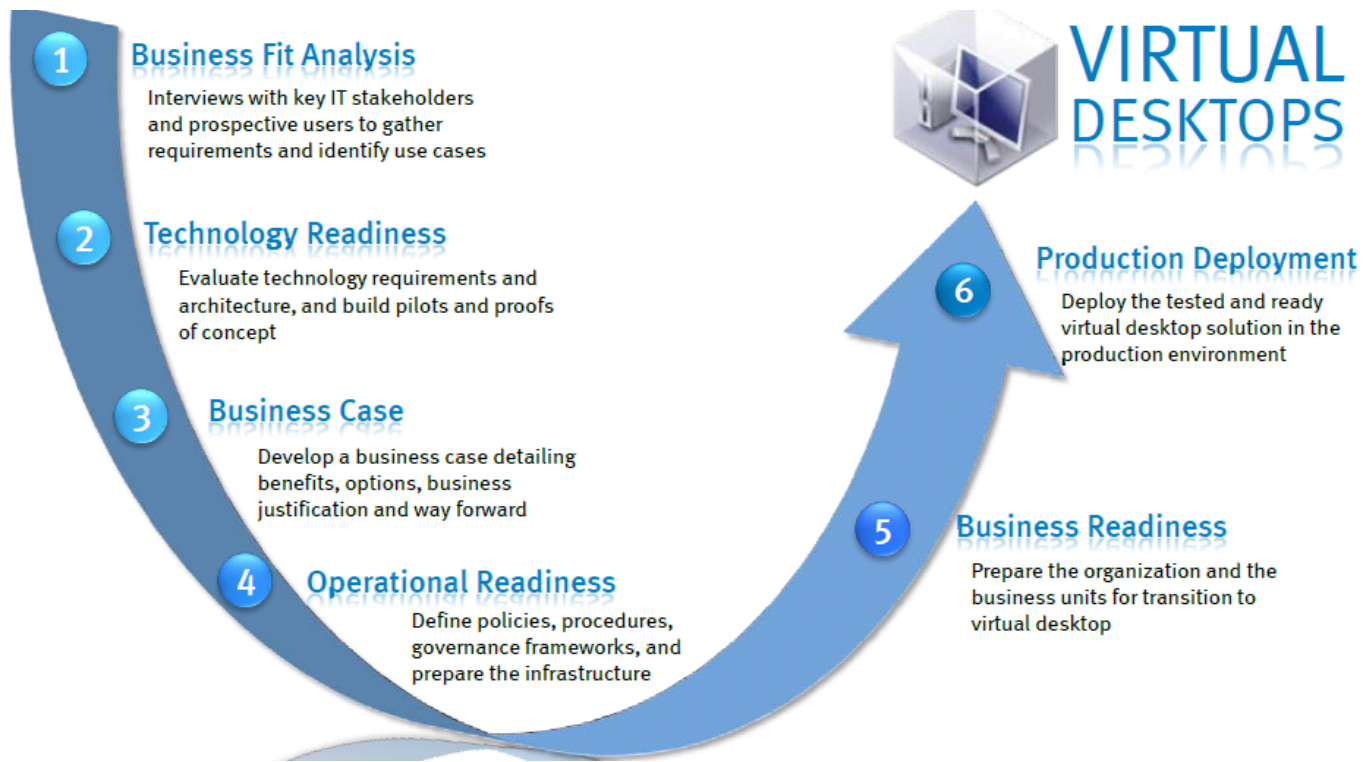 1
Business Fit Analysis
Interviews with key IT stakeholders
and prospective users to gather
requirements and identify use cases
2
Technology Readiness
Evaluate technology requirements and
architecture, and build pilots and proofs
of concept
3
Business Case
Develop a business case detailing
benefits, options, business
justification and way forward
4
Operational Readiness
Define policies, procedures,
governance frameworks, and
prepare the infrastructure
5
Business Readiness
Prepare the organization and the
business units for transition to
virtual desktop
6
Production Deployment
Deploy the tested and ready
virtual desktop solution in the
production environment
VIRTUAL
DESKTOPS